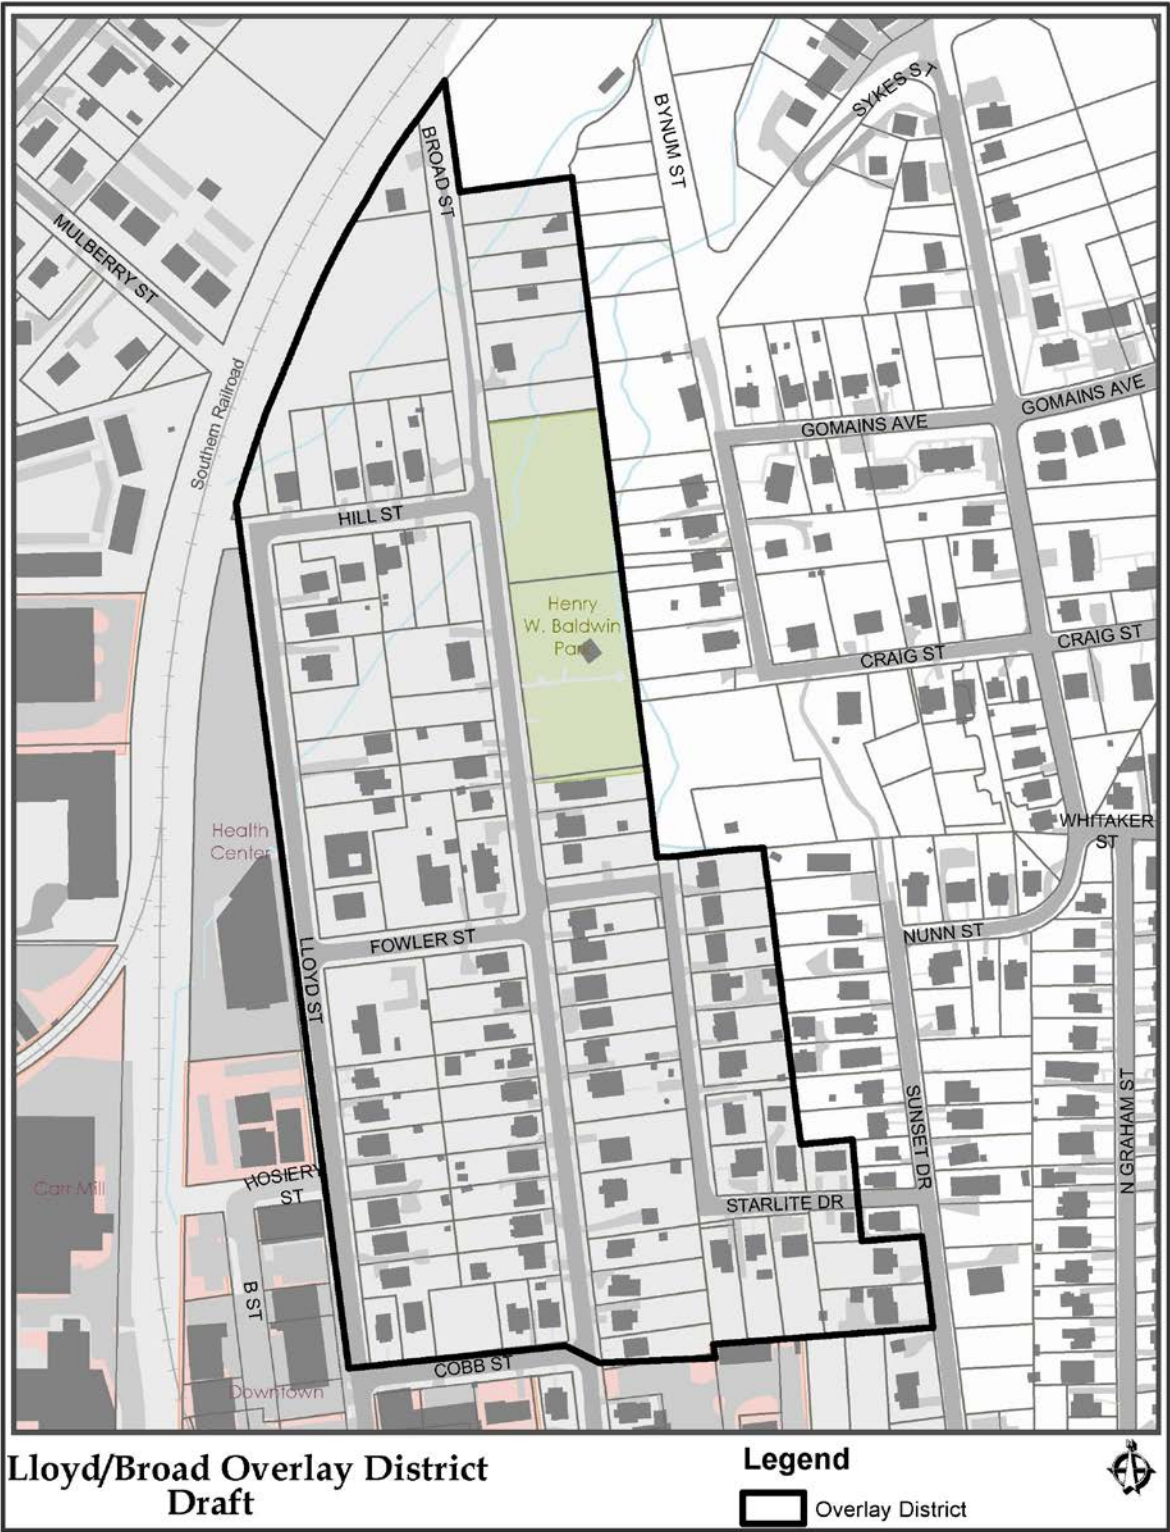 SYKES ST
BYNUM ST
BROAD ST
MULBERRY ST
Southern Railroad
GOMAINS AVE
GOMAINS AVE
HILL ST
Henry
W. Baldwin
Park
CRAIG ST
CRAIG ST
Health
Center
WHITAKER
ST
FOWLER ST
NUNN ST
LLOYD ST
SUNSET DR
N GRAHAM ST
Carr Mill
HOSIERY
ST
STARLITE DR
B ST
COBB ST
Downtown
Lloyd/Broad Overlay District
Draft
Legend
Overlay District